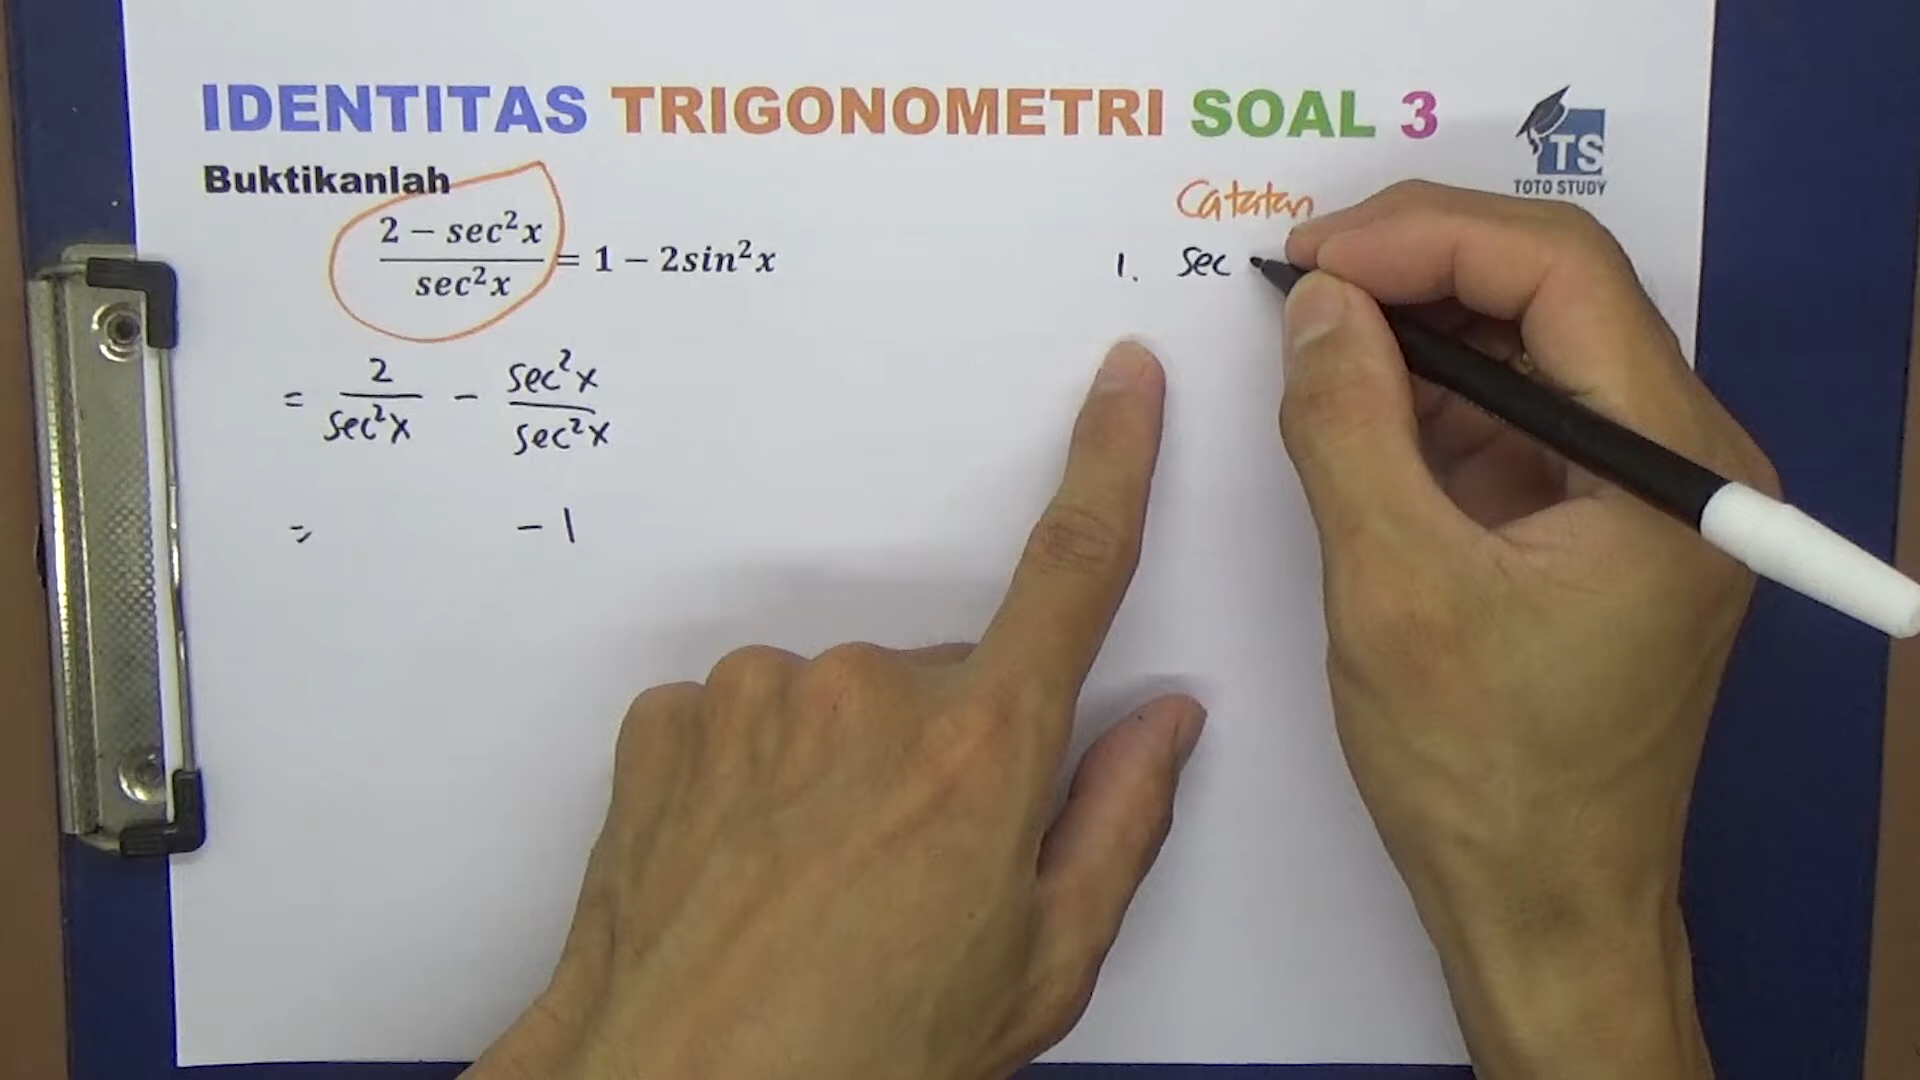 IDENTITAS TRIGONOMETRI SOAL 3
TS
TOTO STUDY
Buktikanlah
(2 − sec²x)/(sec²x) = 1 − 2sin²x
Catatan
1. sec
= 2/(sec²x) − (sec²x)/(sec²x)
= − 1